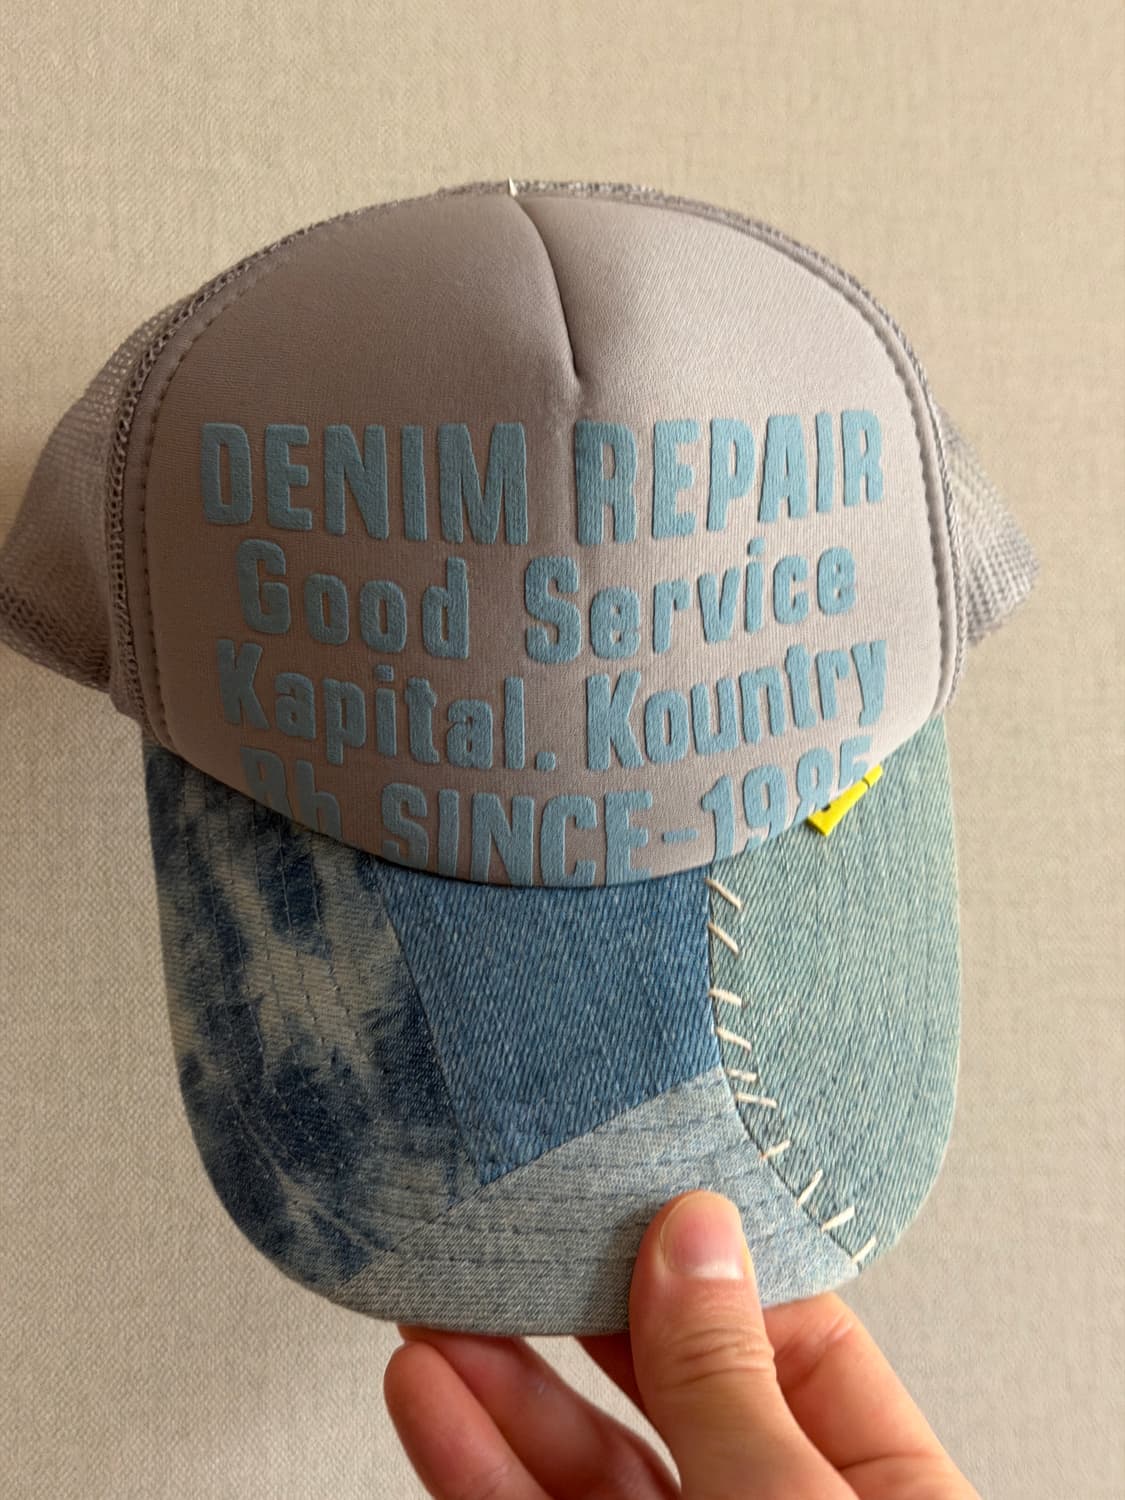 DENIM REPAIR
Good Service
Kapital. Kountry
SINCE-1985